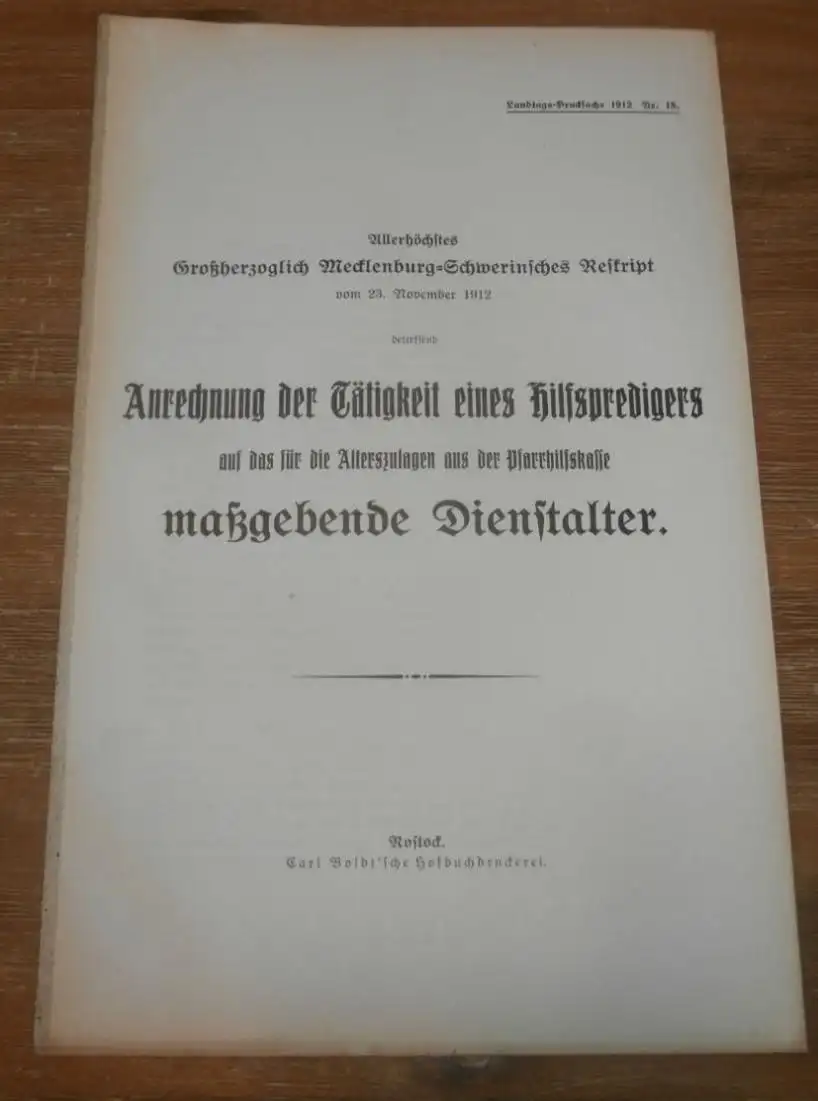 Landtags-Drucksache 1912 Nr. 18.
Allerhöchstes
Großherzoglich Mecklenburg-Schwerinsches Reskript
vom 23. November 1912
betreffend
Anrechnung der Tätigkeit eines Hilfspredigers
auf das für die Alterszulagen aus der Pfarrhilfskasse
maßgebende Dienstalter.
Rostock.
Carl Boldt'sche Hofbuchdruckerei.